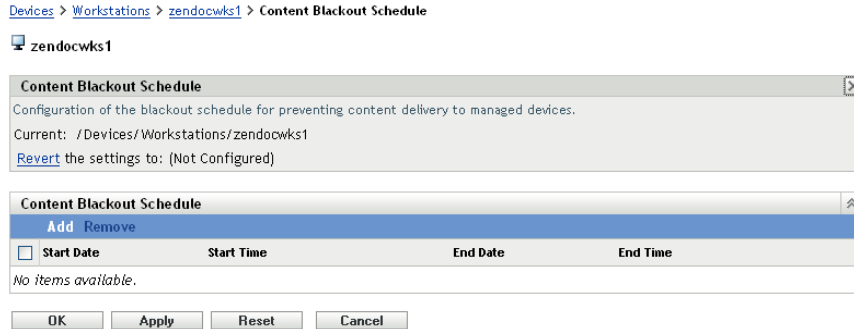 Devices > Workstations > zendocwks1 > Content Blackout Schedule
zendocwks1
Content Blackout Schedule
Configuration of the blackout schedule for preventing content delivery to managed devices.
Current: /Devices/Workstations/zendocwks1
Revert the settings to: (Not Configured)
Content Blackout Schedule
Add Remove
Start Date Start Time End Date End Time
No items available.
OK Apply Reset Cancel